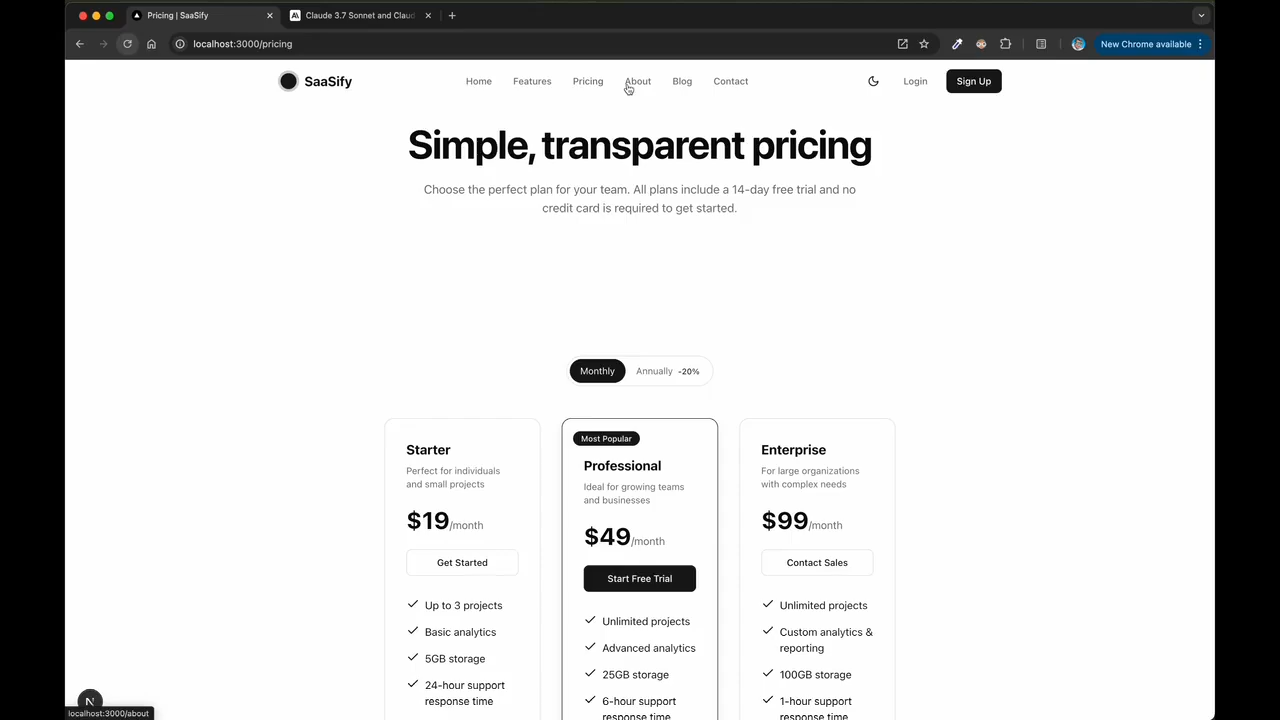 Pricing | SaaSify
Claude 3.7 Sonnet and Claud
localhost:3000/pricing
New Chrome available
SaaSify
Home
Features
Pricing
About
Blog
Contact
Login
Sign Up
Simple, transparent pricing
Choose the perfect plan for your team. All plans include a 14-day free trial and no
credit card is required to get started.
Monthly
Annually -20%
Starter
Perfect for individuals
and small projects
$19/month
Get Started
Up to 3 projects
Basic analytics
5GB storage
24-hour support
response time
Most Popular
Professional
Ideal for growing teams
and businesses
$49/month
Start Free Trial
Unlimited projects
Advanced analytics
25GB storage
6-hour support
response time
Enterprise
For large organizations
with complex needs
$99/month
Contact Sales
Unlimited projects
Custom analytics &
reporting
100GB storage
1-hour support
response time
N
localhost:3000/about